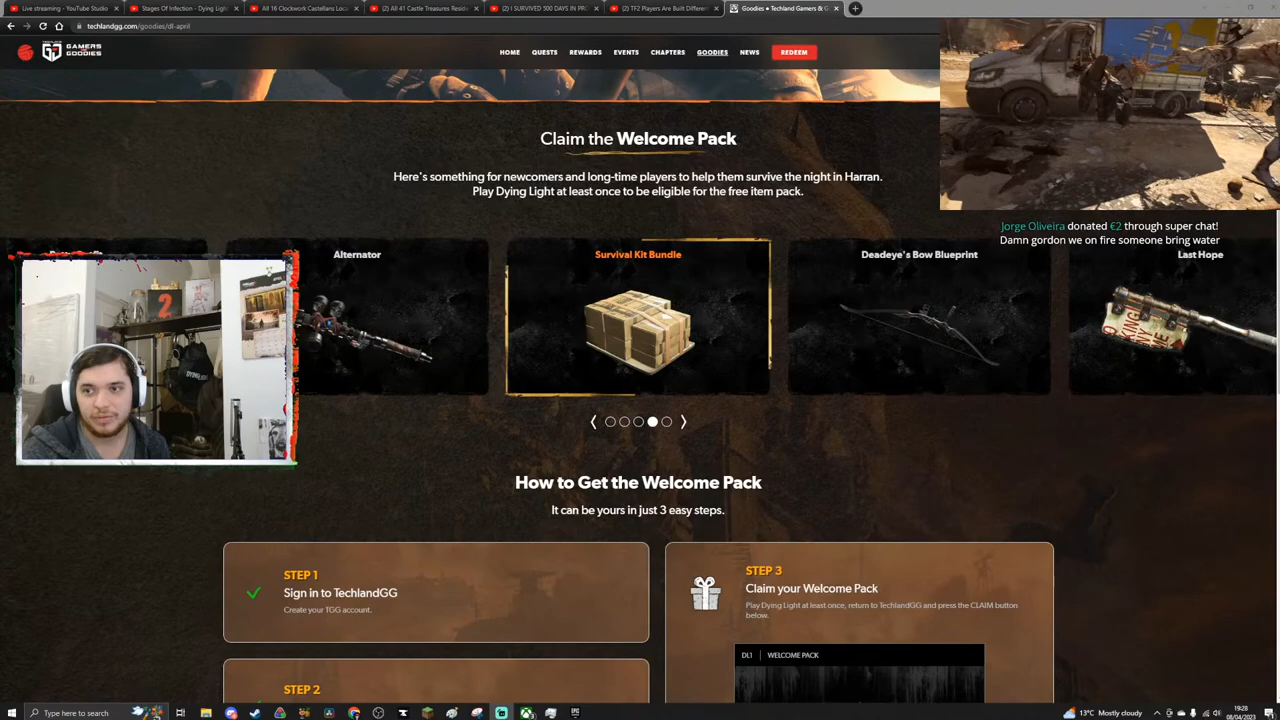 Live streaming - YouTube Studio
Stages Of Infection - Dying Light
All 16 Clockwork Castellans Loca
(2) All 41 Castle Treasures Reside
(2) I SURVIVED 500 DAYS IN PRO
(2) TF2 Players Are Built Different
Goodies ● Techland Gamers & G
techlandgg.com/goodies/dl-april
TECHLAND
GG
GAMERS
GOODIES
HOME
QUESTS
REWARDS
EVENTS
CHAPTERS
GOODIES
NEWS
REDEEM
Claim the Welcome Pack
Here's something for newcomers and long-time players to help them survive the night in Harran.
Play Dying Light at least once to be eligible for the free item pack.
Jorge Oliveira donated €2 through super chat!
Damn gordon we on fire someone bring water
Alternator
Survival Kit Bundle
Deadeye's Bow Blueprint
Last Hope
2
How to Get the Welcome Pack
It can be yours in just 3 easy steps.
STEP 1
Sign in to TechlandGG
Create your TGG account.
STEP 2
STEP 3
Claim your Welcome Pack
Play Dying Light at least once, return to TechlandGG and press the CLAIM button
below.
DL1 | WELCOME PACK
Type here to search
13°C Mostly cloudy
19:28
08/04/2023